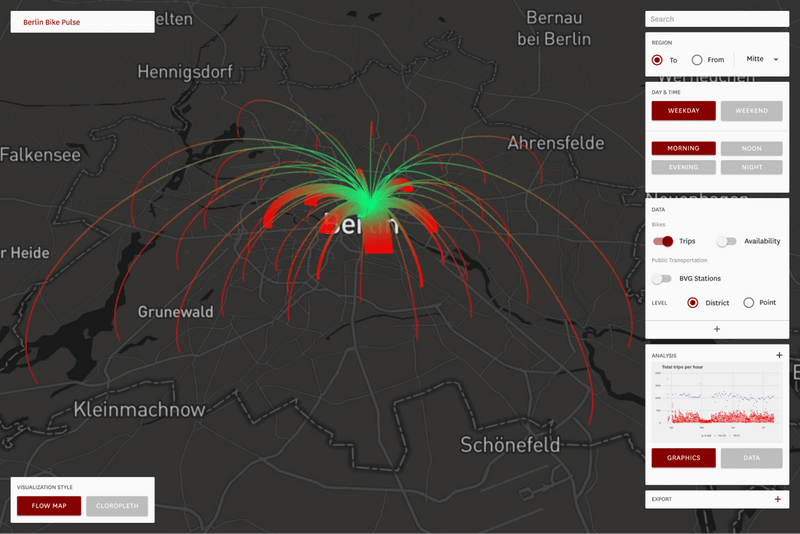 Berlin Bike Pulse
elten
Bernau
bei Berlin
Hennigsdorf
Falkensee
Ahrensfelde
Werneuchen
r Heide
Berlin
Grunewald
Kleinmachnow
Schönefeld
Search
REGION
To
From
Mitte
DAY & TIME
WEEKDAY
WEEKEND
MORNING
NOON
EVENING
NIGHT
DATA
Bikes
Trips
Availability
Public Transportation
BVG Stations
LEVEL
District
Point
+
ANALYSIS
+
Total trips per hour
GRAPHICS
DATA
EXPORT
+
VISUALIZATION STYLE
FLOW MAP
CLOROPLETH